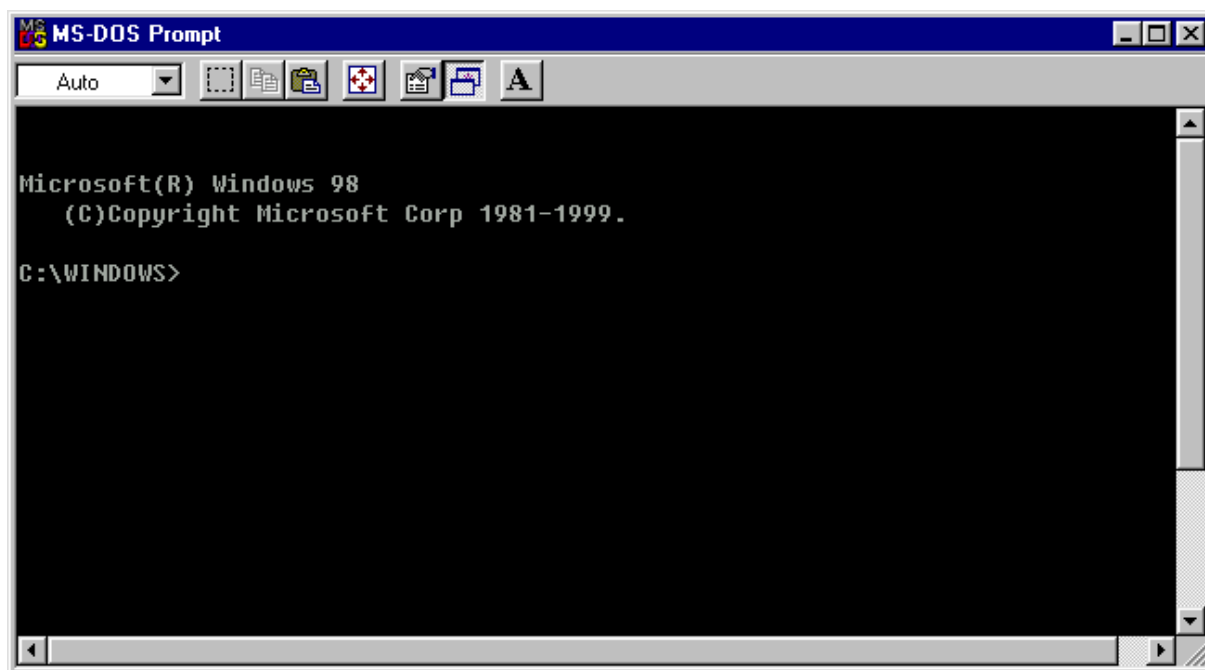 MS-DOS Prompt
Auto
A
Microsoft(R) Windows 98
(C)Copyright Microsoft Corp 1981-1999.
C:\WINDOWS>